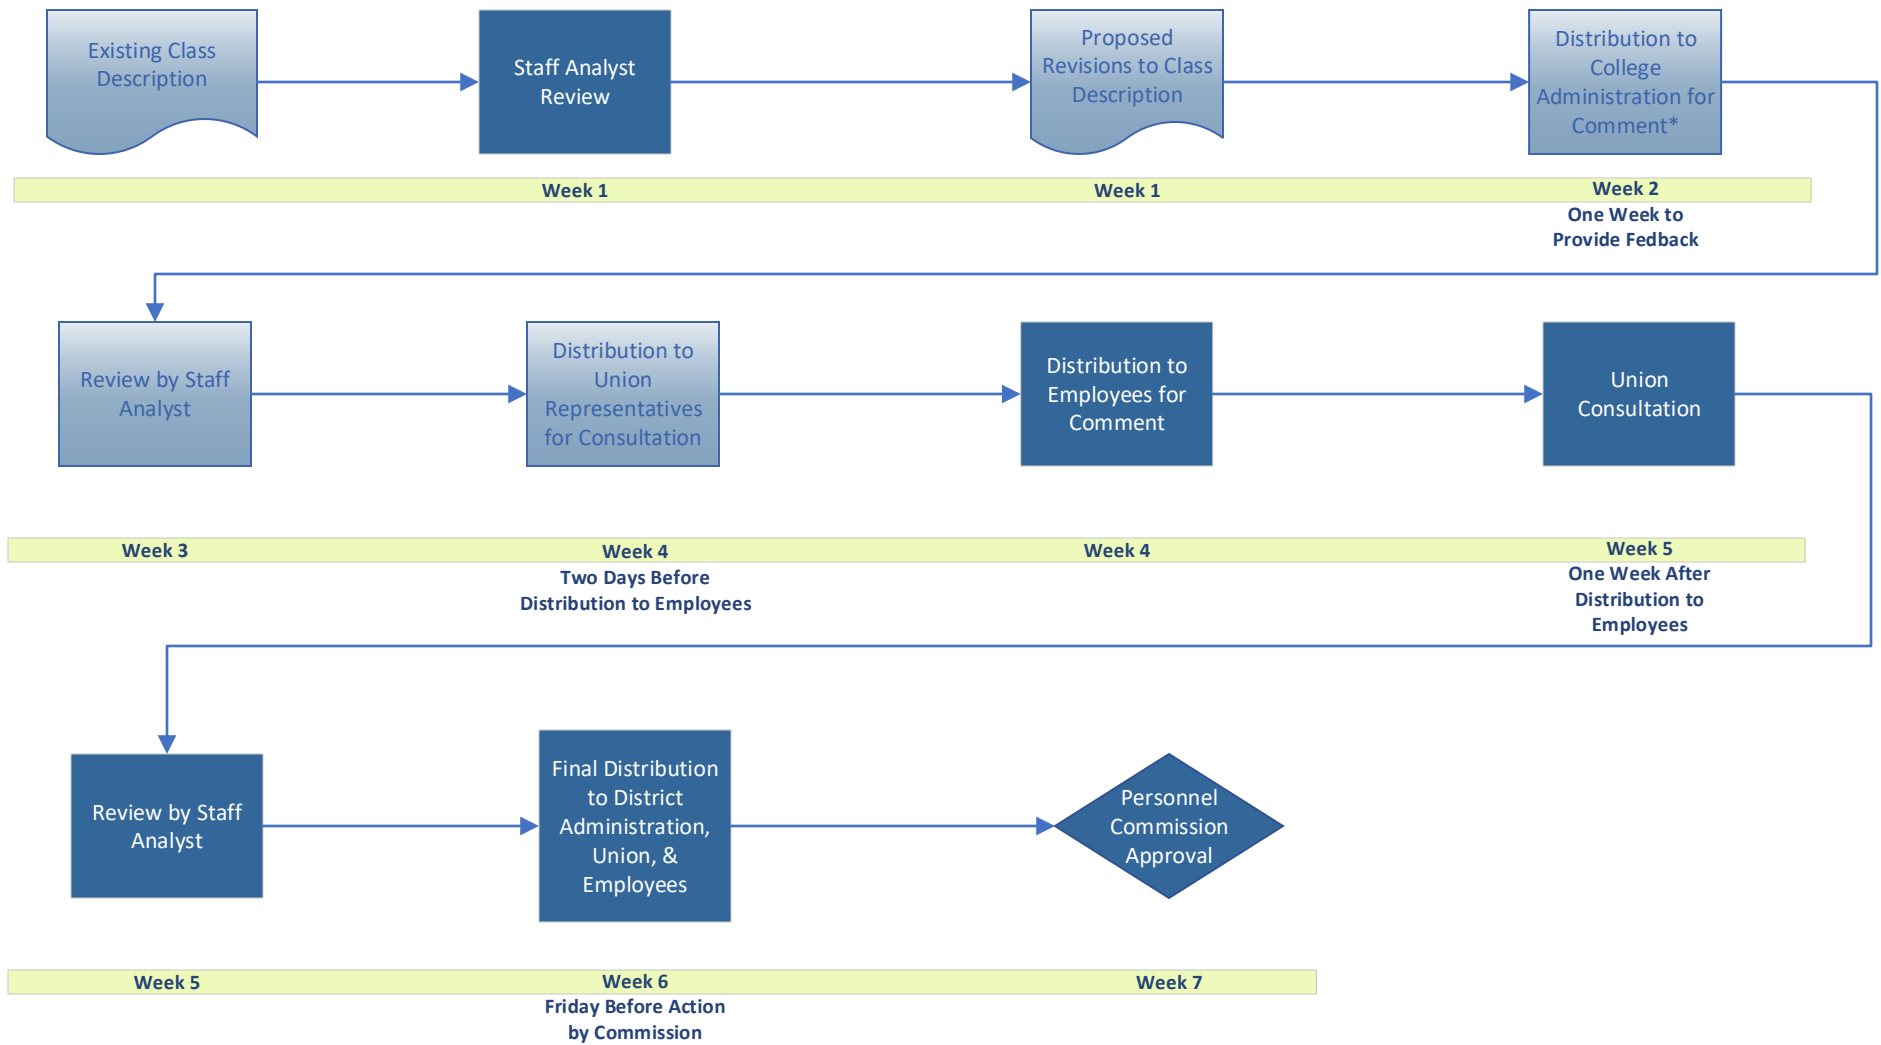 Existing Class
Description
Staff Analyst
Review
Proposed
Revisions to Class
Description
Distribution to
College
Administration for
Comment*
Week 1
Week 1
Week 2
One Week to
Provide Fedback
Review by Staff
Analyst
Distribution to
Union
Representatives
for Consultation
Distribution to
Employees for
Comment
Union
Consultation
Week 3
Week 4
Two Days Before
Distribution to Employees
Week 4
Week 5
One Week After
Distribution to
Employees
Review by Staff
Analyst
Final Distribution
to District
Administration,
Union, &
Employees
Personnel
Commission
Approval
Week 5
Week 6
Friday Before Action
by Commission
Week 7